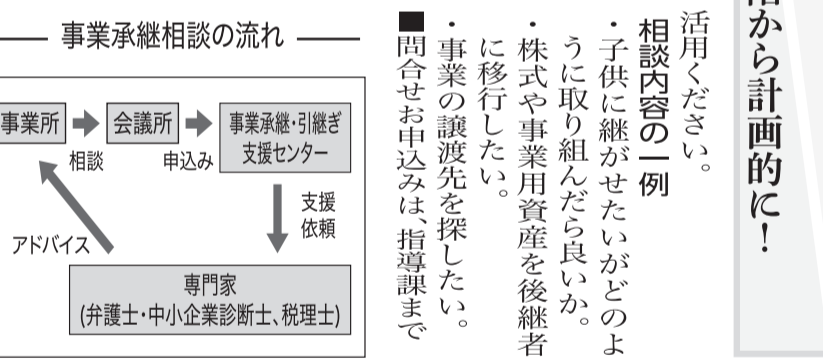 から計画的に！
活用ください。
相談内容の一例
・子供に継がせたいがどのよ
うに取り組んだら良いか。
・株式や事業用資産を後継者
に移行したい。
・事業の譲渡先を探したい。
■問合せお申込みは、指導課まで
事業承継相談の流れ
事業所
会議所
事業承継・引継ぎ
支援センター
相談
申込み
支援
依頼
アドバイス
専門家
(弁護士・中小企業診断士、税理士)